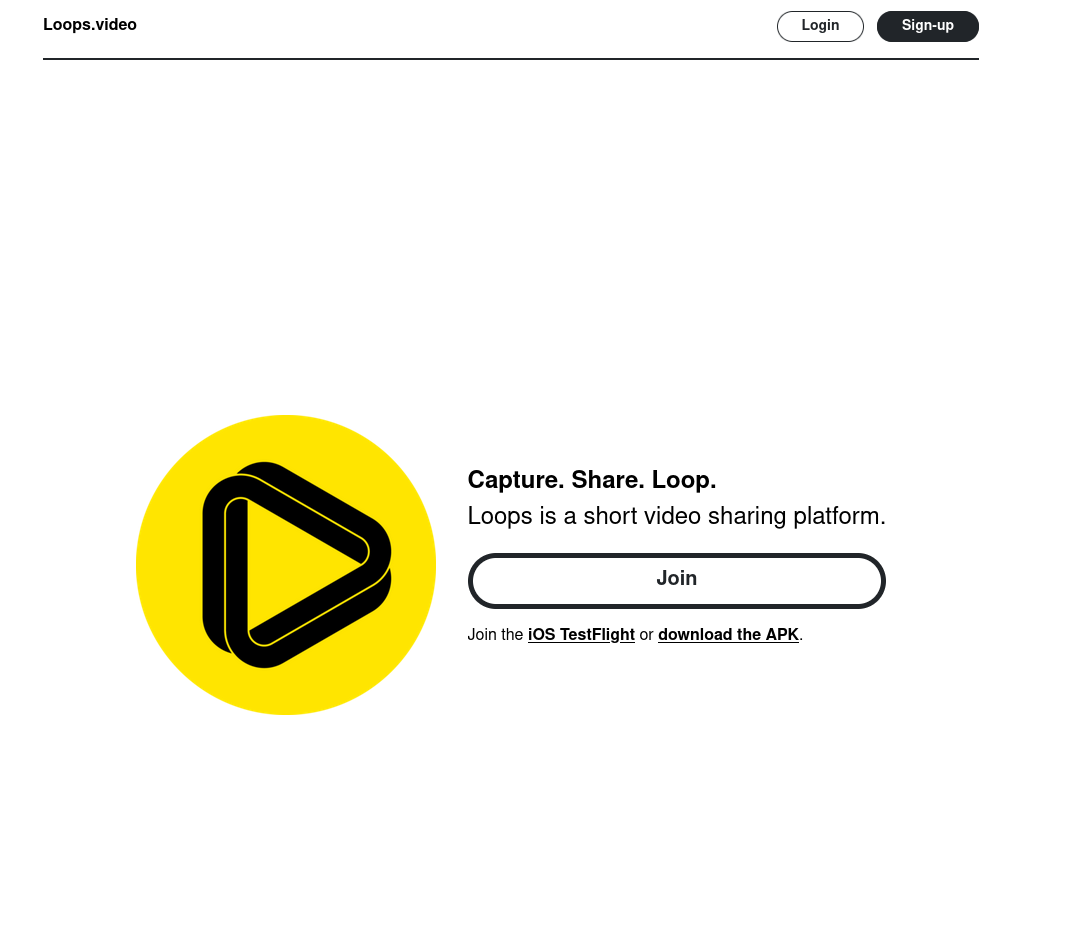 Loops.video
Login
Sign-up
Capture. Share. Loop.
Loops is a short video sharing platform.
Join
Join the iOS TestFlight or download the APK.